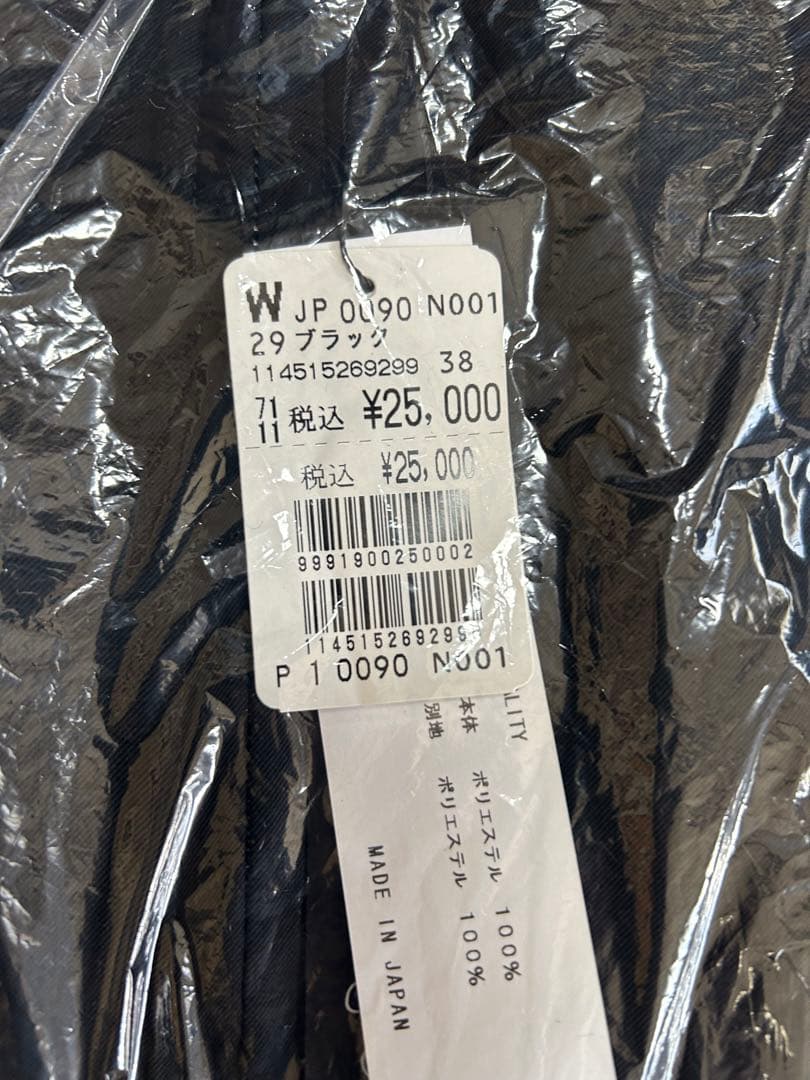 W JP 0090 N001
29 ブラック
114515269299 38
71
11 税込 ¥25,000
税込 ¥25,000
9991900250002
114515269299
P 1 0090 N001
LITY
本体 ポリエステル 100%
別地 ポリエステル 100%
MADE IN JAPAN